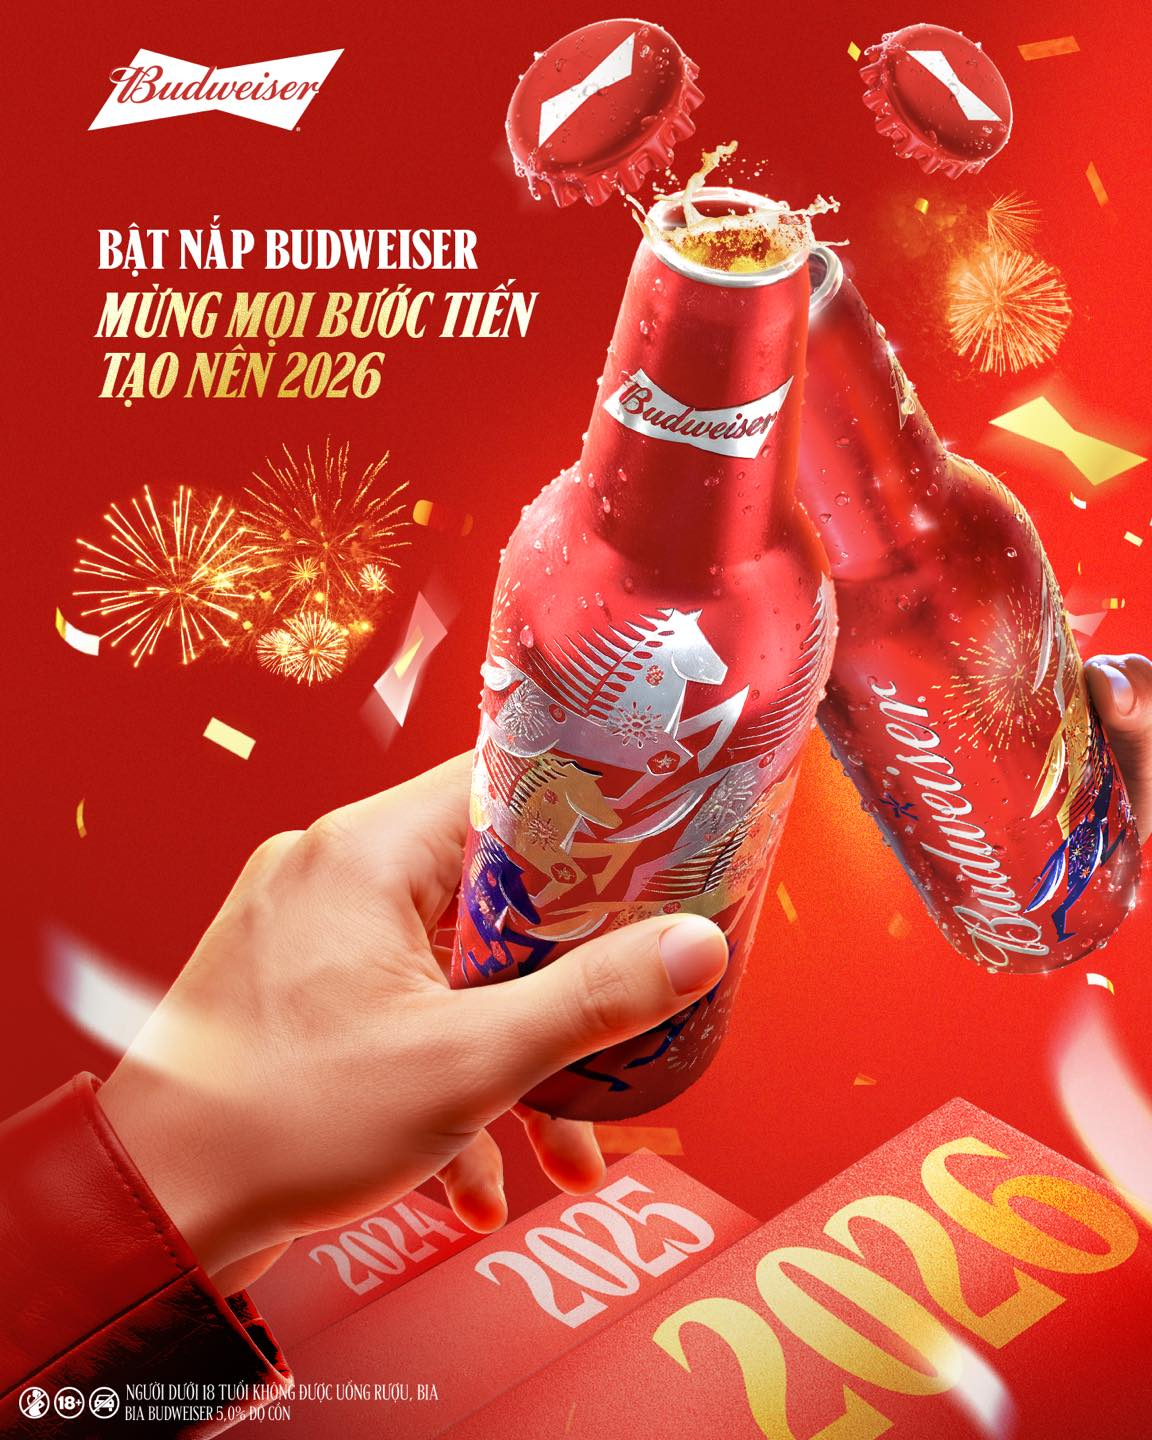 Budweiser
BẬT NẮP BUDWEISER
MỪNG MỌI BƯỚC TIẾN
TẠO NÊN 2026
Budweiser
Budweiser
2024
2025
2026
18+
NGƯỜI DƯỚI 18 TUỔI KHÔNG ĐƯỢC UỐNG RƯỢU, BIA
BIA BUDWEISER 5,0% ĐỘ CỒN